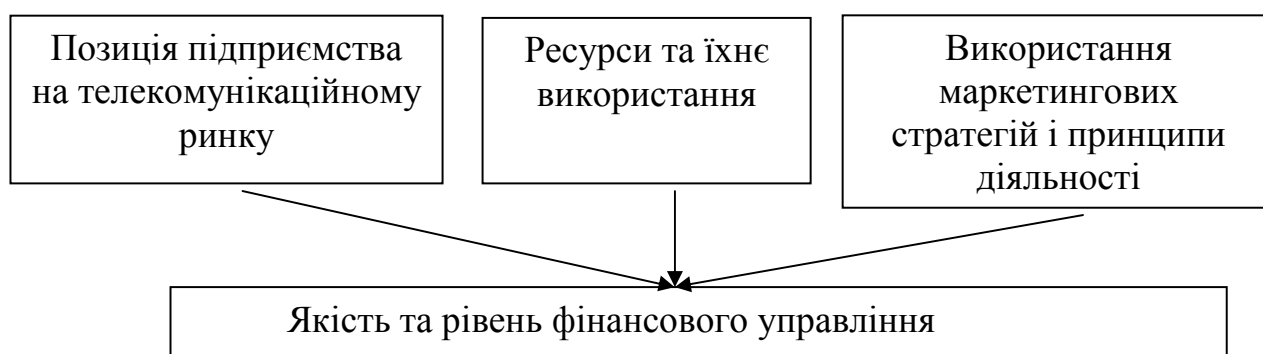 Позиція підприємства
на телекомунікаційному
ринку
Ресурси та їхнє
використання
Використання
маркетингових
стратегій і принципи
діяльності
Якість та рівень фінансового управління